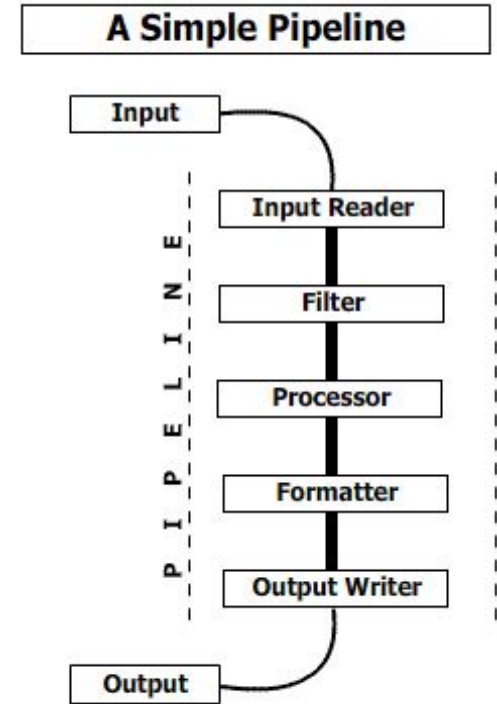 A Simple Pipeline
Input
Input Reader
Filter
Processor
Formatter
Output Writer
Output
PIPELINE